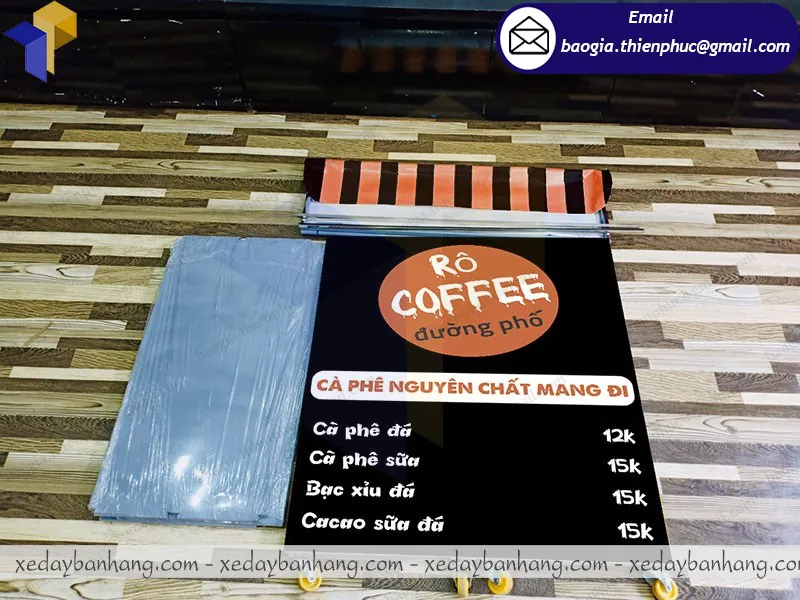 Email
baogia.thienphuc@gmail.com
RÔ
COFFEE
đường phố
CÀ PHÊ NGUYÊN CHẤT MANG ĐI
Cà phê đá 12k
Cà phê sữa 15k
Bạc xỉu đá 15k
Cacao sữa đá 15k
xedaybanhang.com - xedaybanhang.com - xedaybanhang.com - xedaybanhang.com